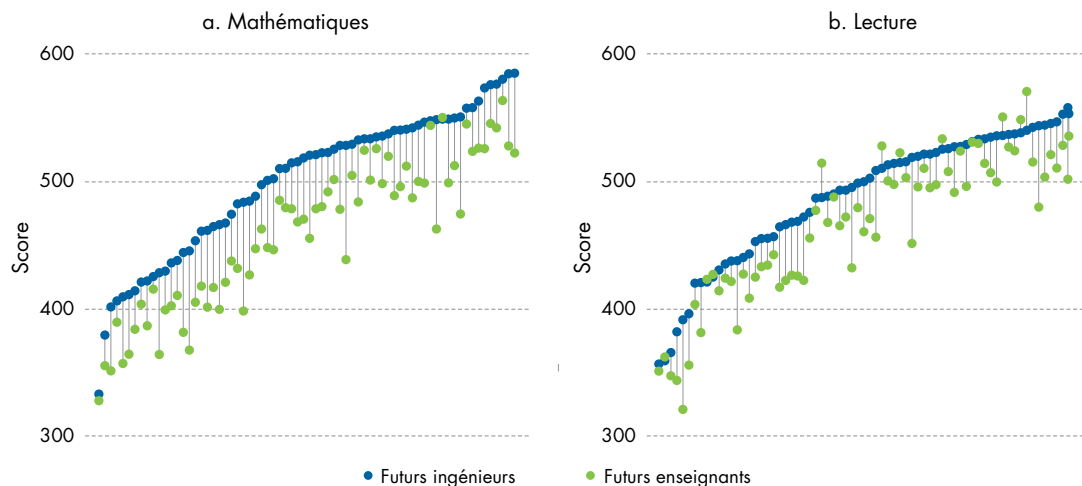 a. Mathématiques
b. Lecture
600
500
400
300
Score
600
500
400
300
Score
Futurs ingénieurs
Futurs enseignants